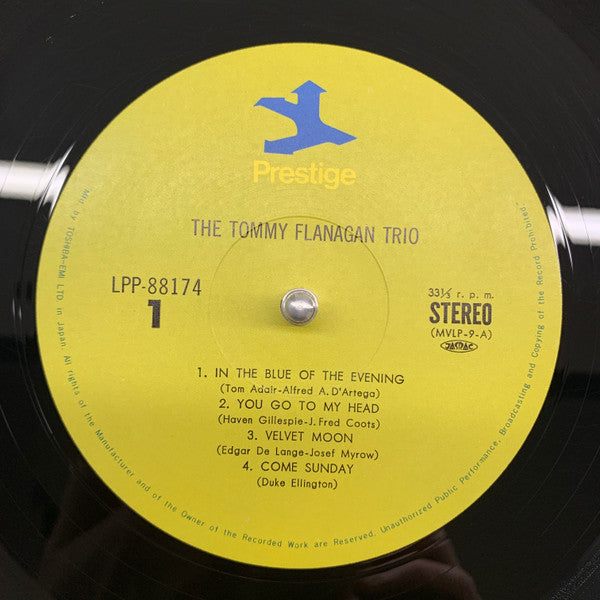 Prestige
THE TOMMY FLANAGAN TRIO
LPP-88174
1
33⅓ r. p. m.
STEREO
(MVLP-9-A)
JASRAC
1. IN THE BLUE OF THE EVENING
(Tom Adair-Alfred A. D'Artega)
2. YOU GO TO MY HEAD
(Haven Gillespie-J. Fred Coots)
3. VELVET MOON
(Edgar De Lange-Josef Myrow)
4. COME SUNDAY
(Duke Ellington)
Mfd. by TOSHIBA-EMI LTD. in Japan. All rights of the Manufacturer and of the Owner of the Recorded Work are Reserved. Unauthorized Public Performance, Broadcasting and Copying of the Record Prohibited